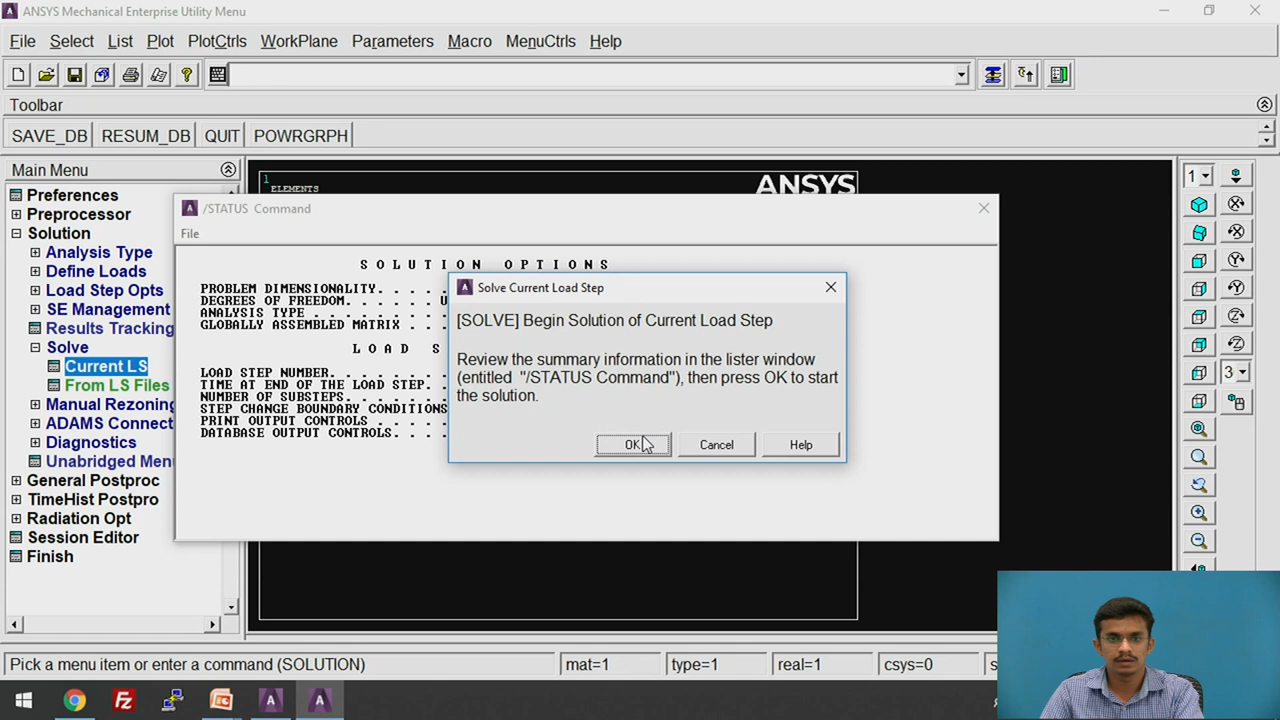 ANSYS Mechanical Enterprise Utility Menu
File Select List Plot PlotCtrls WorkPlane Parameters Macro MenuCtrls Help
Toolbar
SAVE_DB RESUM_DB QUIT POWRGRPH
Main Menu
Preferences
Preprocessor
Solution
Analysis Type
Define Loads
Load Step Opts
SE Management
Results Tracking
Solve
Current LS
From LS Files
Manual Rezoning
ADAMS Connect
Diagnostics
Unabridged Menu
General Postproc
TimeHist Postpro
Radiation Opt
Session Editor
Finish
1
ELEMENTS
ANSYS
/STATUS Command
File
S O L U T I O N   O P T I O N S
PROBLEM DIMENSIONALITY. . . . .
DEGREES OF FREEDOM. . . . . . U
ANALYSIS TYPE . . . . . . . . .
GLOBALLY ASSEMBLED MATRIX . . .
L O A D   S
LOAD STEP NUMBER. . . . . . . .
TIME AT END OF THE LOAD STEP. .
NUMBER OF SUBSTEPS. . . . . . .
STEP CHANGE BOUNDARY CONDITIONS
PRINT OUTPUT CONTROLS . . . . .
DATABASE OUTPUT CONTROLS. . . .
Solve Current Load Step
[SOLVE] Begin Solution of Current Load Step
Review the summary information in the lister window
(entitled "/STATUS Command"), then press OK to start
the solution.
OK Cancel Help
1
3
Pick a menu item or enter a command (SOLUTION) mat=1 type=1 real=1 csys=0 s